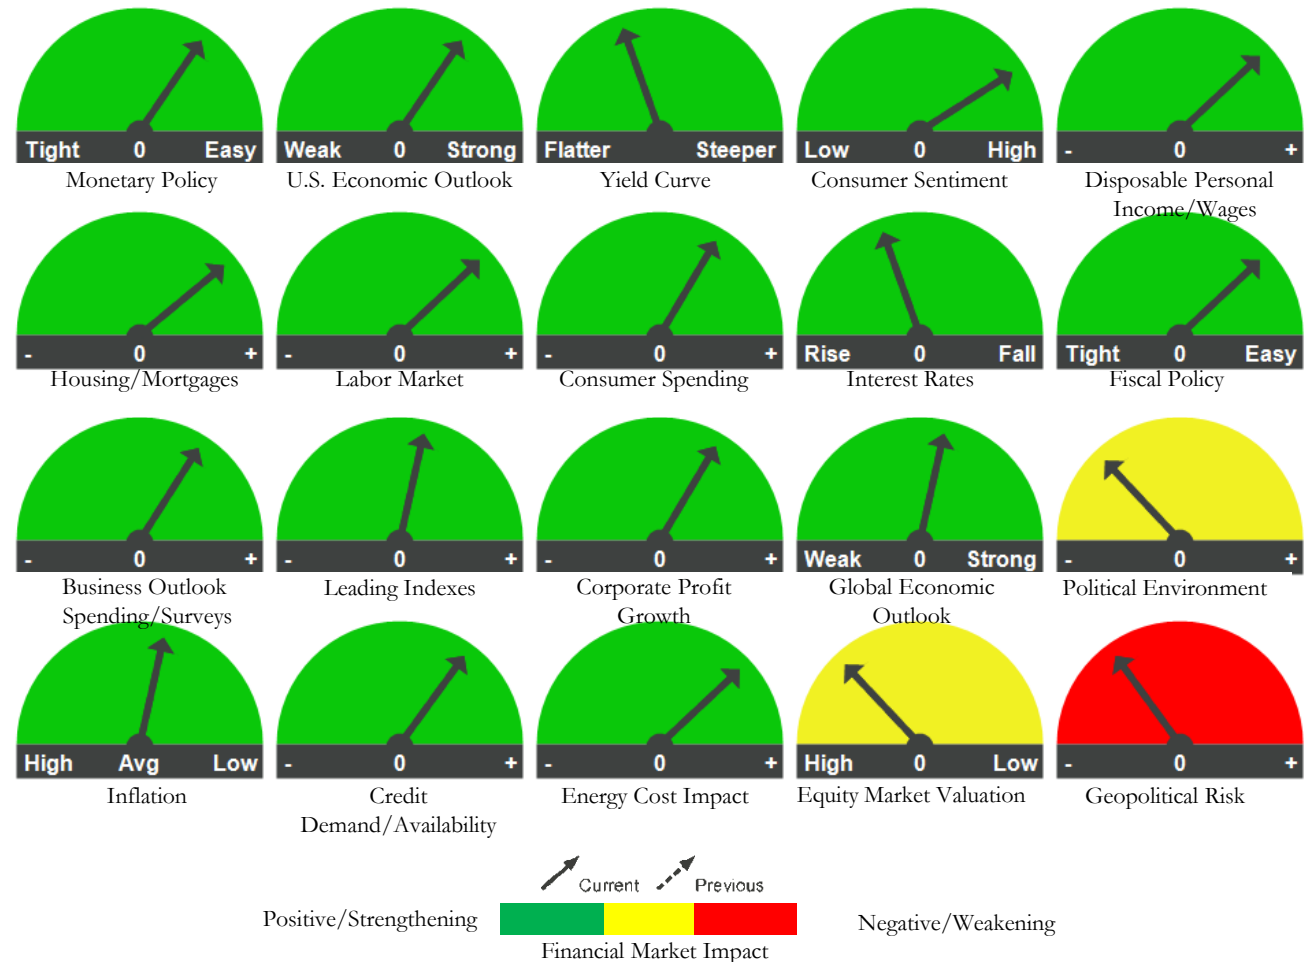 Tight 0 Easy
Weak 0 Strong
Flatter Steeper
Low 0 High
- 0 +
Monetary Policy
U.S. Economic Outlook
Yield Curve
Consumer Sentiment
Disposable Personal
Income/Wages
- 0 +
- 0 +
- 0 +
Rise 0 Fall
Tight 0 Easy
Housing/Mortgages
Labor Market
Consumer Spending
Interest Rates
Fiscal Policy
- 0 +
- 0 +
- 0 +
Weak 0 Strong
- 0 +
Business Outlook
Spending/Surveys
Leading Indexes
Corporate Profit
Growth
Global Economic
Outlook
Political Environment
High Avg Low
- 0 +
- 0 +
High 0 Low
- 0 +
Inflation
Credit
Demand/Availability
Energy Cost Impact
Equity Market Valuation
Geopolitical Risk
Current Previous
Positive/Strengthening
Negative/Weakening
Financial Market Impact